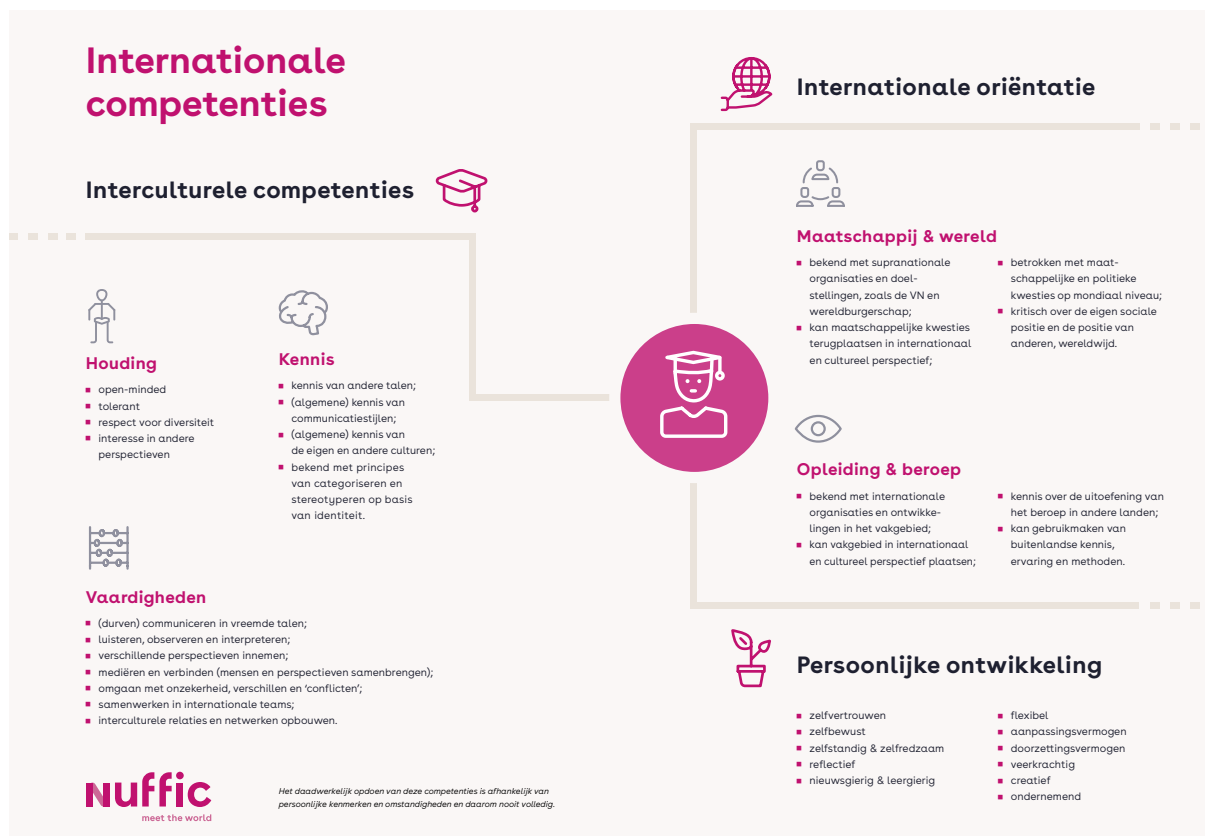 Internationale
competenties
Interculturele competenties
Houding
open-minded
tolerant
respect voor diversiteit
interesse in andere
perspectieven
Kennis
kennis van andere talen;
(algemene) kennis van
communicatiestijlen;
(algemene) kennis van
de eigen en andere culturen;
bekend met principes
van categoriseren en
stereotyperen op basis
van identiteit.
Vaardigheden
(durven) communiceren in vreemde talen;
luisteren, observeren en interpreteren;
verschillende perspectieven innemen;
mediëren en verbinden (mensen en perspectieven samenbrengen);
omgaan met onzekerheid, verschillen en ‘conflicten’;
samenwerken in internationale teams;
interculturele relaties en netwerken opbouwen.
Internationale oriëntatie
Maatschappij & wereld
bekend met supranationale
organisaties en doel-
stellingen, zoals de VN en
wereldburgerschap;
kan maatschappelijke kwesties
terugplaatsen in internationaal
en cultureel perspectief;
betrokken met maat-
schappelijke en politieke
kwesties op mondiaal niveau;
kritisch over de eigen sociale
positie en de positie van
anderen, wereldwijd.
Opleiding & beroep
bekend met internationale
organisaties en ontwikke-
lingen in het vakgebied;
kan vakgebied in internationaal
en cultureel perspectief plaatsen;
kennis over de uitoefening van
het beroep in andere landen;
kan gebruikmaken van
buitenlandse kennis,
ervaring en methoden.
Persoonlijke ontwikkeling
zelfvertrouwen
zelfbewust
zelfstandig & zelfredzaam
reflectief
nieuwsgierig & leergierig
flexibel
aanpassingsvermogen
doorzettingsvermogen
veerkrachtig
creatief
ondernemend
nuffic
meet the world
Het daadwerkelijk opdoen van deze competenties is afhankelijk van
persoonlijke kenmerken en omstandigheden en daarom nooit volledig.